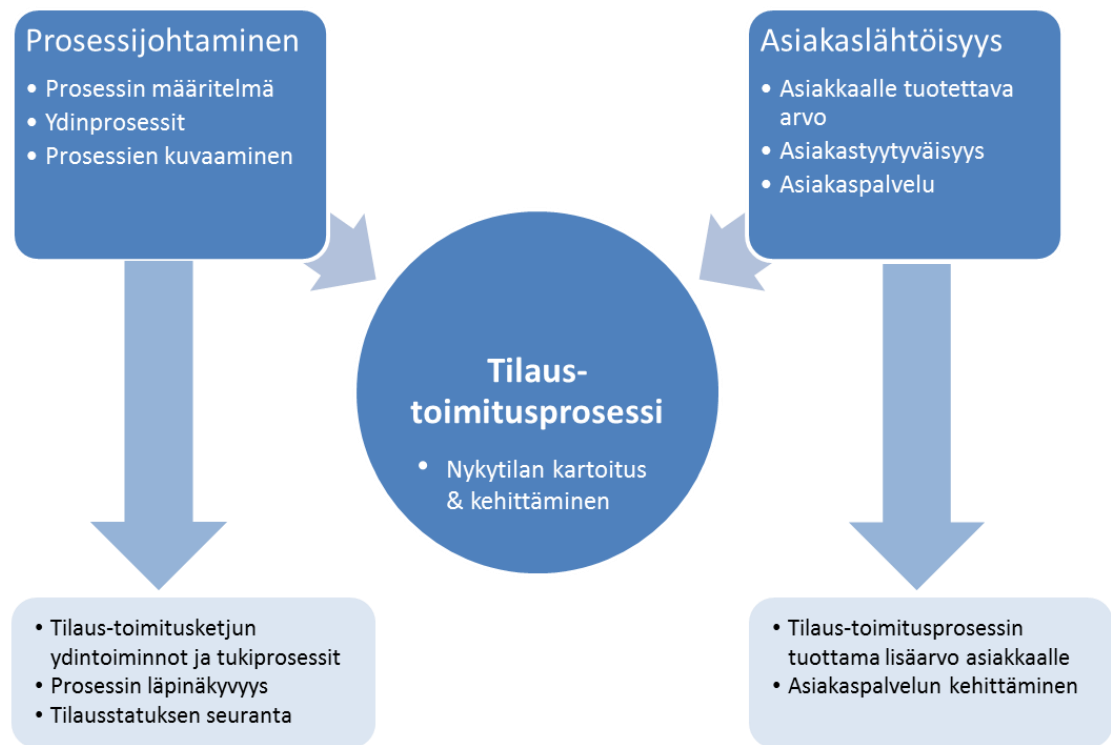 Prosessijohtaminen
• Prosessin määritelmä
• Ydinprosessit
• Prosessien kuvaaminen
Asiakaslähtöisyys
• Asiakkaalle tuotettava
arvo
• Asiakastyytyväisyys
• Asiakaspalvelu
Tilaus-
toimitusprosessi
• Nykytilan kartoitus
& kehittäminen
• Tilaus-toimitusketjun
ydintoiminnot ja tukiprosessit
• Prosessin läpinäkyvyys
• Tilausstatuksen seuranta
• Tilaus-toimitusprosessin
tuottama lisäarvo asiakkaalle
• Asiakaspalvelun kehittäminen